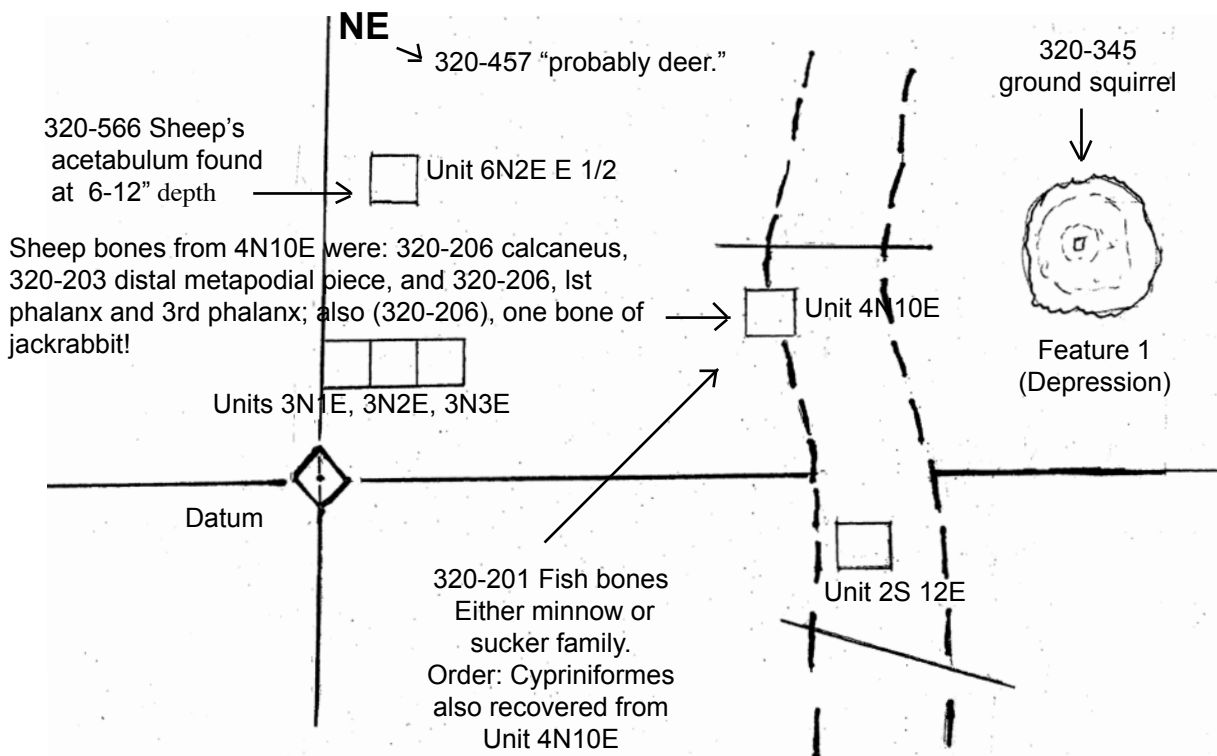 NE
320-457 “probably deer.”
320-345
ground squirrel
320-566 Sheep's
acetabulum found
at 6-12” depth
Unit 6N2E E 1/2
Sheep bones from 4N10E were: 320-206 calcaneus,
320-203 distal metapodial piece, and 320-206, Ist
phalanx and 3rd phalanx; also (320-206), one bone of
jackrabbit!
Unit 4N10E
Feature 1
(Depression)
Units 3N1E, 3N2E, 3N3E
Datum
320-201 Fish bones
Either minnow or
sucker family.
Order: Cypriniformes
also recovered from
Unit 4N10E
Unit 2S 12E